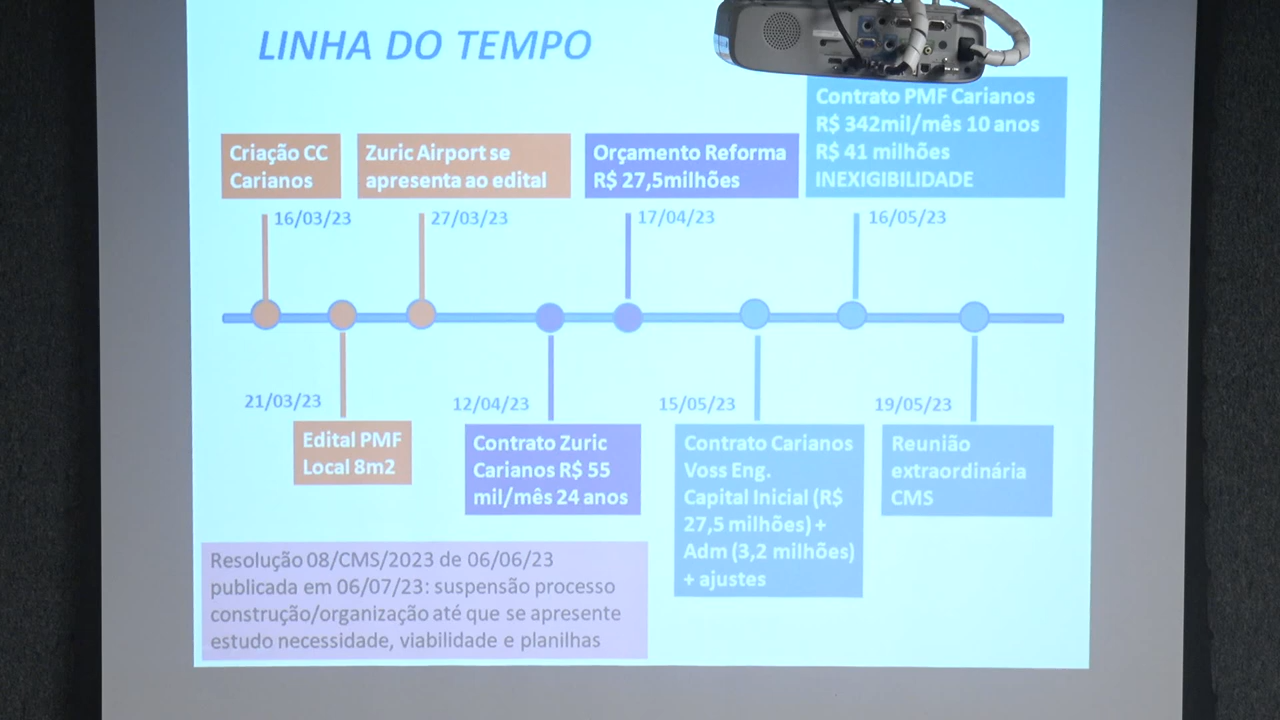 LINHA DO TEMPO
Contrato PMF Carianos
R$ 342mil/mês 10 anos
R$ 41 milhões
INEXIGIBILIDADE
Criação CC
Carianos
Zuric Airport se
apresenta ao edital
Orçamento Reforma
R$ 27,5milhões
16/03/23
27/03/23
17/04/23
16/05/23
21/03/23
12/04/23
15/05/23
19/05/23
Edital PMF
Local 8m2
Contrato Zuric
Carianos R$ 55
mil/mês 24 anos
Contrato Carianos
Voss Eng.
Capital Inicial (R$
27,5 milhões) +
Adm (3,2 milhões)
+ ajustes
Reunião
extraordinária
CMS
Resolução 08/CMS/2023 de 06/06/23
publicada em 06/07/23: suspensão processo
construção/organização até que se apresente
estudo necessidade, viabilidade e planilhas